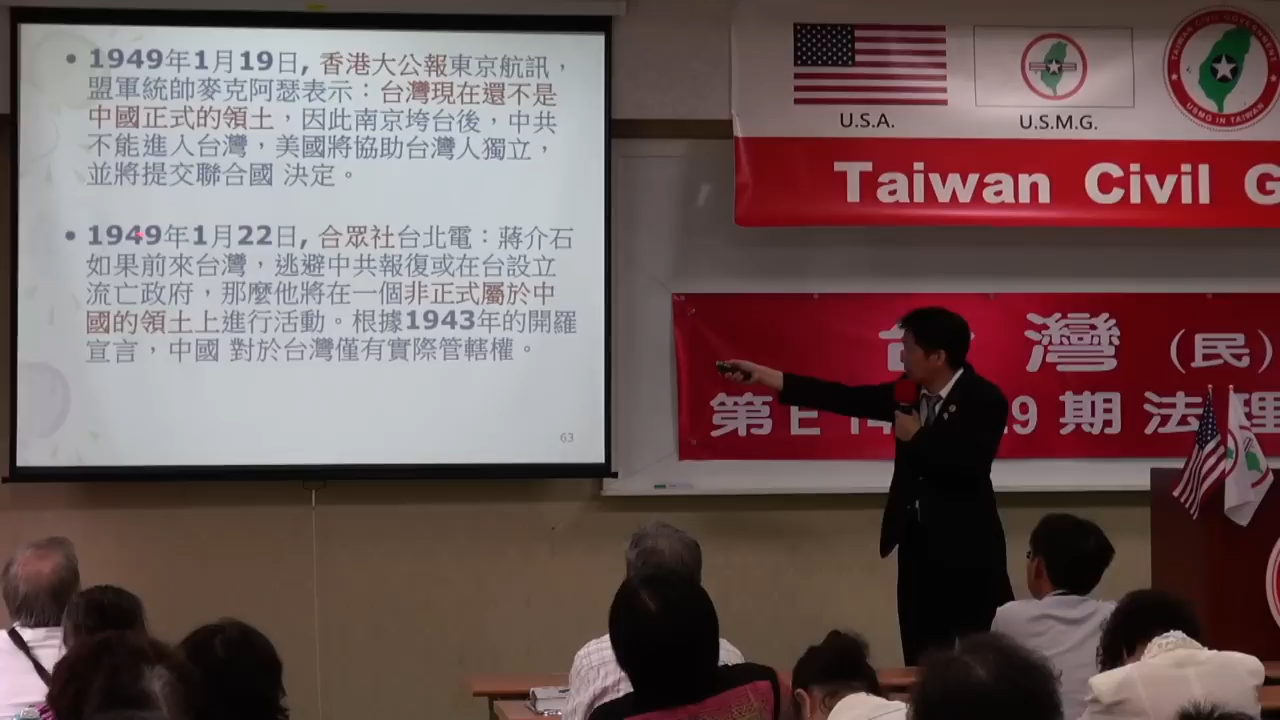 • 1949年1月19日, 香港大公報東京航訊，
盟軍統帥麥克阿瑟表示：台灣現在還不是
中國正式的領土，因此南京垮台後，中共
不能進入台灣，美國將協助台灣人獨立，
並將提交聯合國 決定。
• 1949年1月22日, 合眾社台北電：蔣介石
如果前來台灣，逃避中共報復或在台設立
流亡政府，那麼他將在一個非正式屬於中
國的領土上進行活動。根據1943年的開羅
宣言，中國 對於台灣僅有實際管轄權。
63
U.S.A.
U.S.M.G.
TAIWAN CIVIL GOVERNMENT
USMG IN TAIWAN
Taiwan Civil G
灣 (民)
第E 9期法理